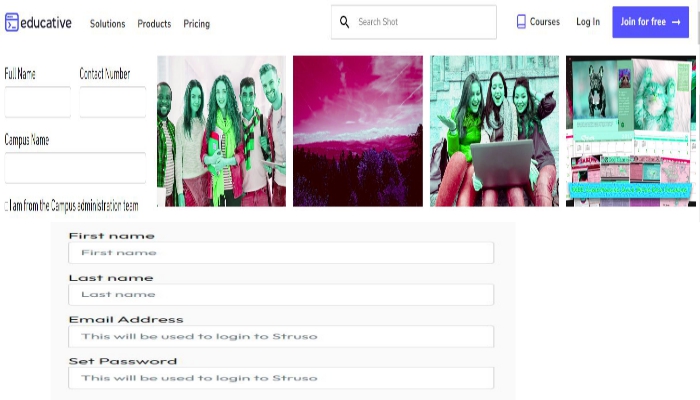 educative Solutions Products Pricing Search Shot Courses Log In Join for free →
Full Name Contact Number
Campus Name
I am from the Campus administration team
First name
First name
Last name
Last name
Email Address
This will be used to login to Struso
Set Password
This will be used to login to Struso